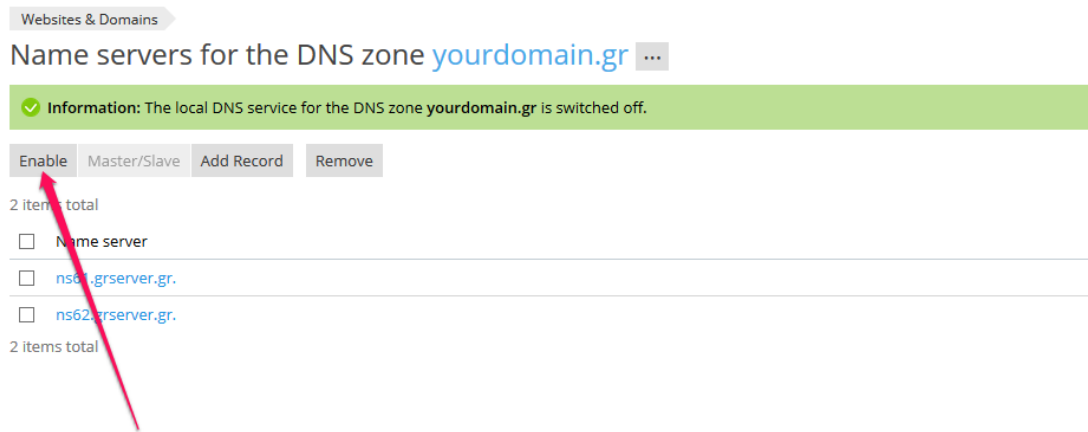 Websites & Domains
Name servers for the DNS zone yourdomain.gr ...
Information: The local DNS service for the DNS zone yourdomain.gr is switched off.
Enable Master/Slave Add Record Remove
2 items total
Name server
ns61.grserver.gr.
ns62.grserver.gr.
2 items total